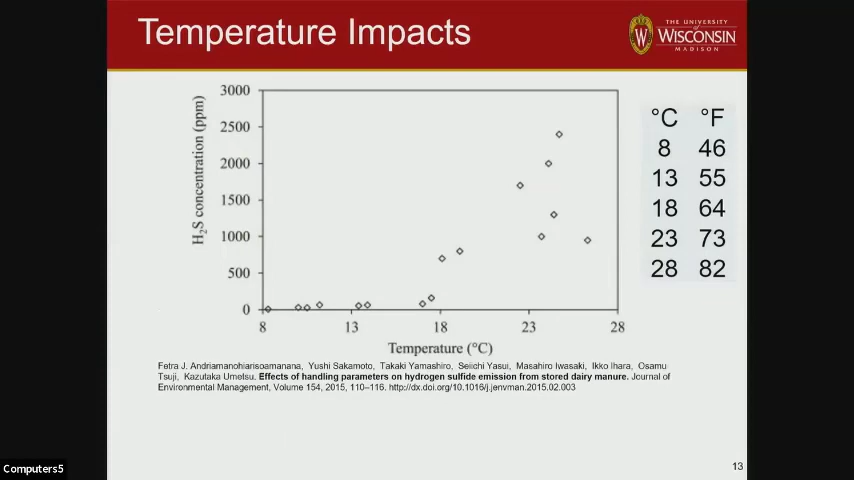 Temperature Impacts
THE UNIVERSITY
of
WISCONSIN
MADISON
W
3000
2500
2000
1500
1000
500
0
H₂S concentration (ppm)
8 13 18 23 28
Temperature (°C)
°C °F
8 46
13 55
18 64
23 73
28 82
Fetra J. Andriamanohiarisoamanana, Yushi Sakamoto, Takaki Yamashiro, Seiichi Yasui, Masahiro Iwasaki, Ikko Ihara, Osamu
Tsuji, Kazutaka Umetsu. Effects of handling parameters on hydrogen sulfide emission from stored dairy manure. Journal of
Environmental Management, Volume 154, 2015, 110–116. http://dx.doi.org/10.1016/j.jenvman.2015.02.003
13
Computers5